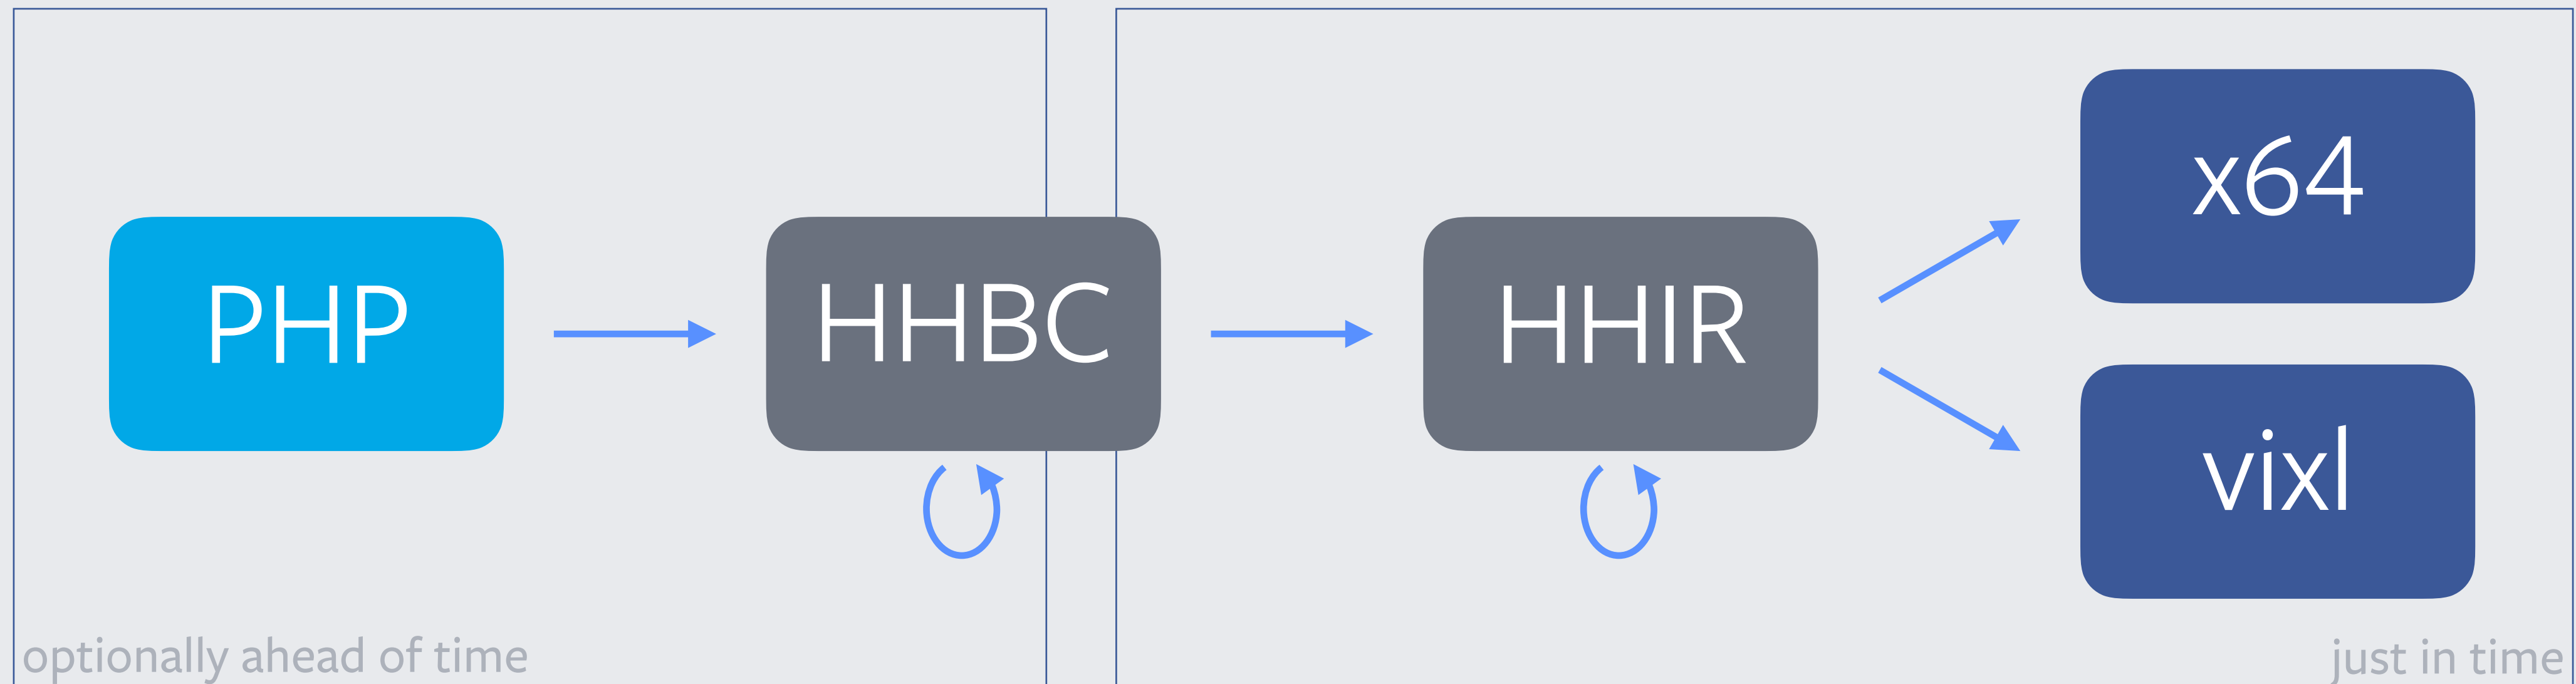 PHP
HHBC
HHIR
x64
vixl
optionally ahead of time
just in time